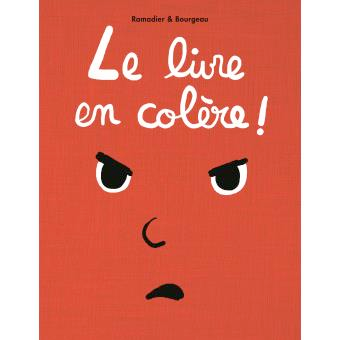 Ramadier & Bourgeau
Le livre
en colère !